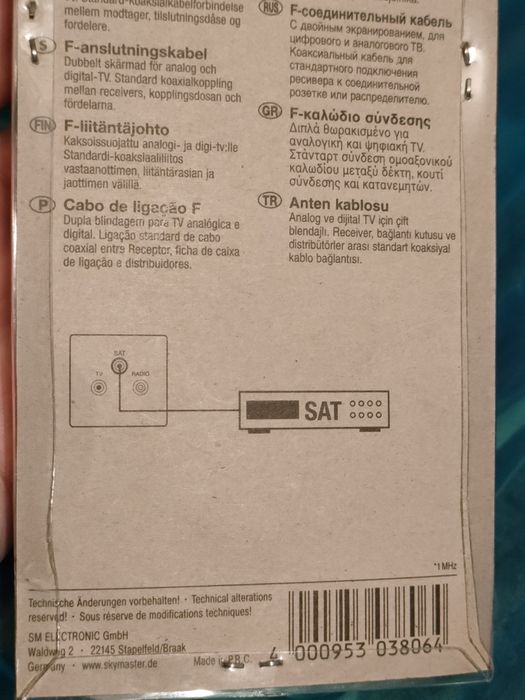 mellem modtager, tilslutningsdåse og
fordelere.
S
F-anslutningskabel
Dubbelt skärmad för analog och
digital-TV. Standard koaxialkoppling
mellan receivers, kopplingsdosan och
fördelarna.
FIN
F-liitäntäjohto
Kaksoissuojattu analogi- ja digi-tv:lle
Standardi-koakslaaliliitos
vastaanottimen, liitäntärasian ja
jaottimen välillä.
P
Cabo de ligação F
Dupla blindagem para TV analógica e
digital. Ligação standard de cabo
coaxial entre Receptor, ficha de caixa
de ligação e distribuidores.
RUS
F-соединительный кабель
С двойным экранированием, для
цифрового и аналогового ТВ.
Коаксиальный кабель для
стандартного подключения
ресивера к соединительной
розетке или распределителю.
GR
F-καλώδιο σύνδεσης
Διπλά θωρακισμένο για
αναλογική και ψηφιακή TV.
Στάνταρτ σύνδεση ομοαξονικού
καλωδίου μεταξύ δέκτη, κουτί
σύνδεσης και κατανεμητών.
TR
Anten kablosu
Analog ve dijital TV için çift
blendajlı. Receiver, bağlantı kutusu ve
distribütörler arası standart koaksiyal
kablo bağlantısı.
SAT
TV
RADIO
SAT
*1 MHz
Technische Änderungen vorbehalten! · Technical alterations
reserved! · Sous réserve de modifications techniques!
SM ELECTRONIC GmbH
Waldweg 2 · 22145 Stapelfeld/Braak
Germany · www.skymaster.de
Made in P.R.C.
4 000953 038064